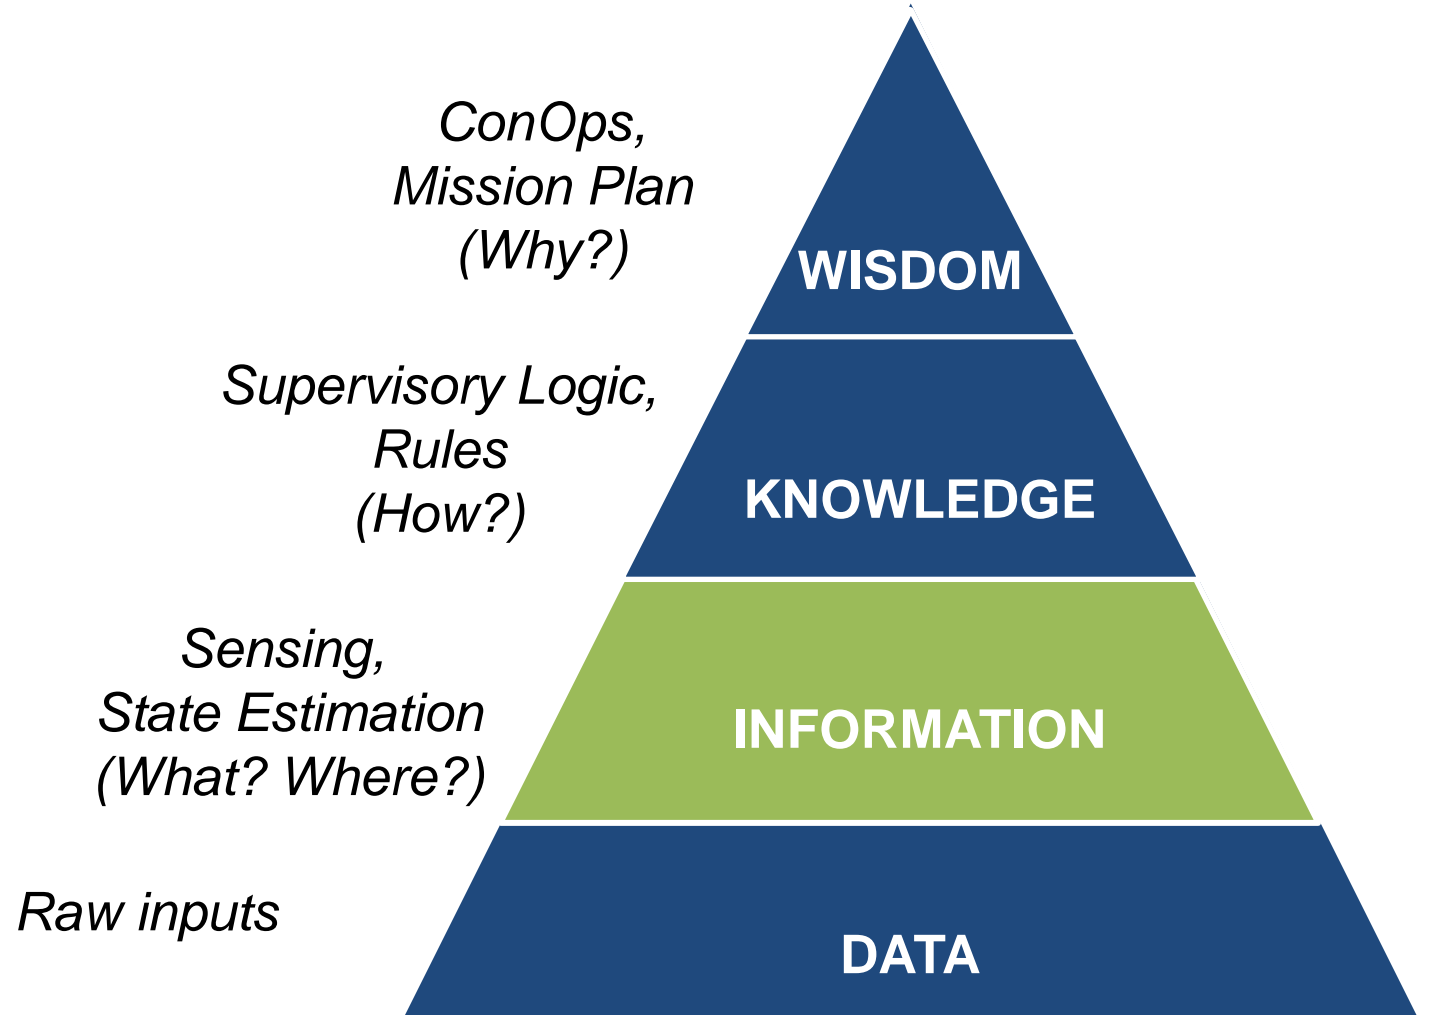 ConOps,
Mission Plan
(Why?)
WISDOM
Supervisory Logic,
Rules
(How?)
KNOWLEDGE
Sensing,
State Estimation
(What? Where?)
INFORMATION
Raw inputs
DATA